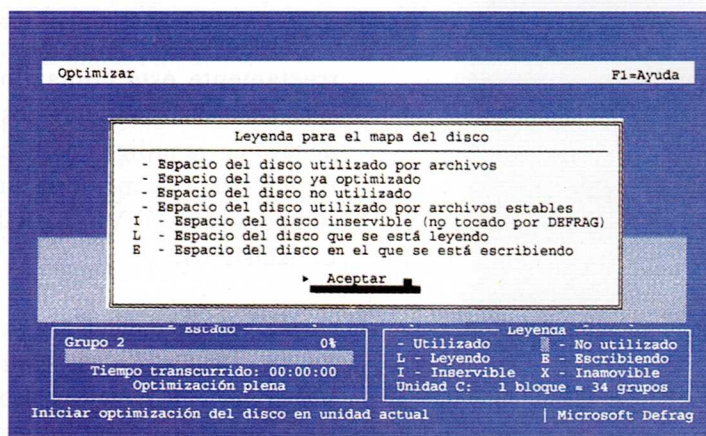 Optimizar F1=Ayuda
Leyenda para el mapa del disco
- Espacio del disco utilizado por archivos
- Espacio del disco ya optimizado
- Espacio del disco no utilizado
- Espacio del disco utilizado por archivos estables
I - Espacio del disco inservible (no tocado por DEFRAG)
L - Espacio del disco que se está leyendo
E - Espacio del disco en el que se está escribiendo
► Aceptar
Estado
Grupo 2 0%
Tiempo transcurrido: 00:00:00
Optimización plena
Leyenda
- Utilizado ▒ - No utilizado
L - Leyendo E - Escribiendo
I - Inservible X - Inamovible
Unidad C: 1 bloque = 34 grupos
Iniciar optimización del disco en unidad actual | Microsoft Defrag